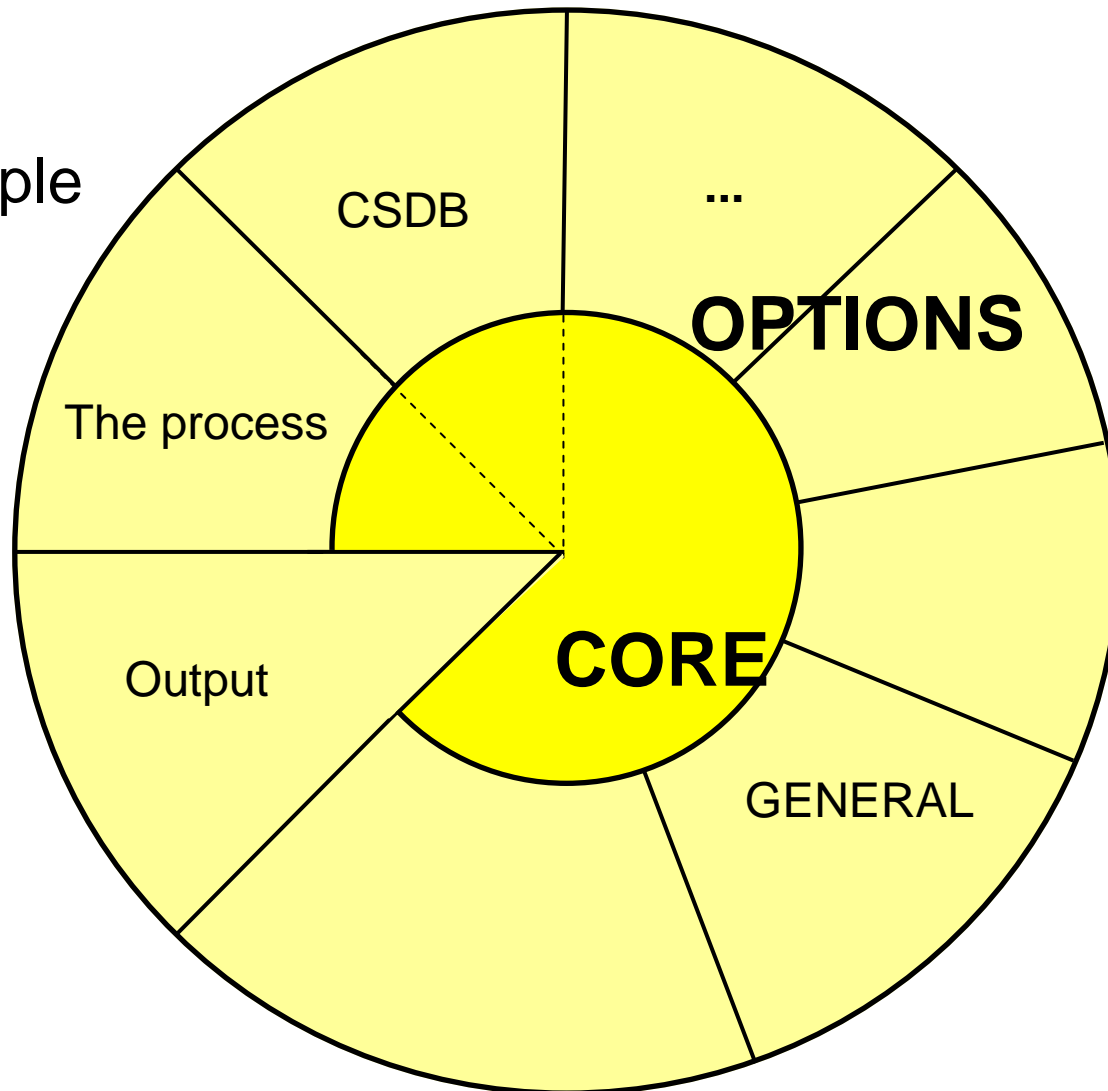 ple
CSDB
...
OPTIONS
The process
CORE
Output
GENERAL